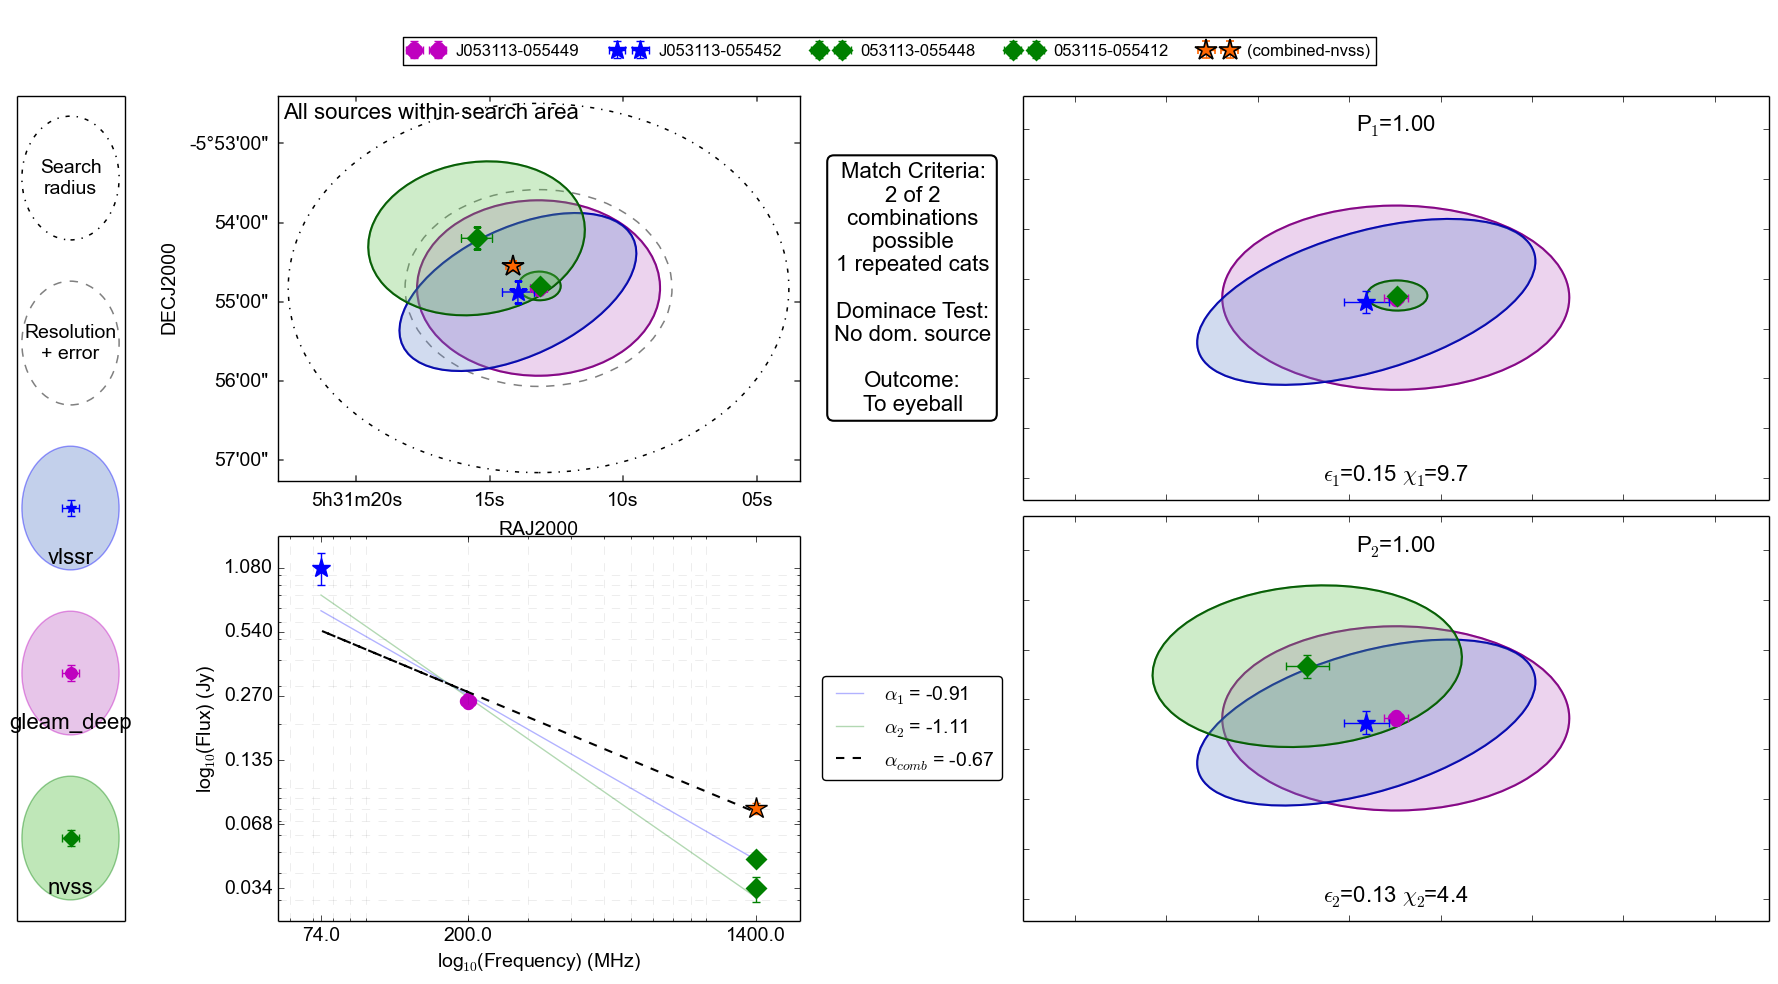 J053113-055449 J053113-055452 053113-055448 053115-055412 (combined-nvss)
Search
radius
Resolution
+ error
vlssr
gleam_deep
nvss
All sources within search area
DECJ2000
-5°53'00"
54'00"
55'00"
56'00"
57'00"
5h31m20s 15s 10s 05s
RAJ2000
Match Criteria:
2 of 2
combinations
possible
1 repeated cats
Dominace Test:
No dom. source
Outcome:
To eyeball
P₁=1.00
ϵ₁=0.15 χ₁=9.7
log₁₀(Flux) (Jy)
1.080
0.540
0.270
0.135
0.068
0.034
74.0 200.0 1400.0
log₁₀(Frequency) (MHz)
α₁ = -0.91
α₂ = -1.11
α_comb = -0.67
P₂=1.00
ϵ₂=0.13 χ₂=4.4